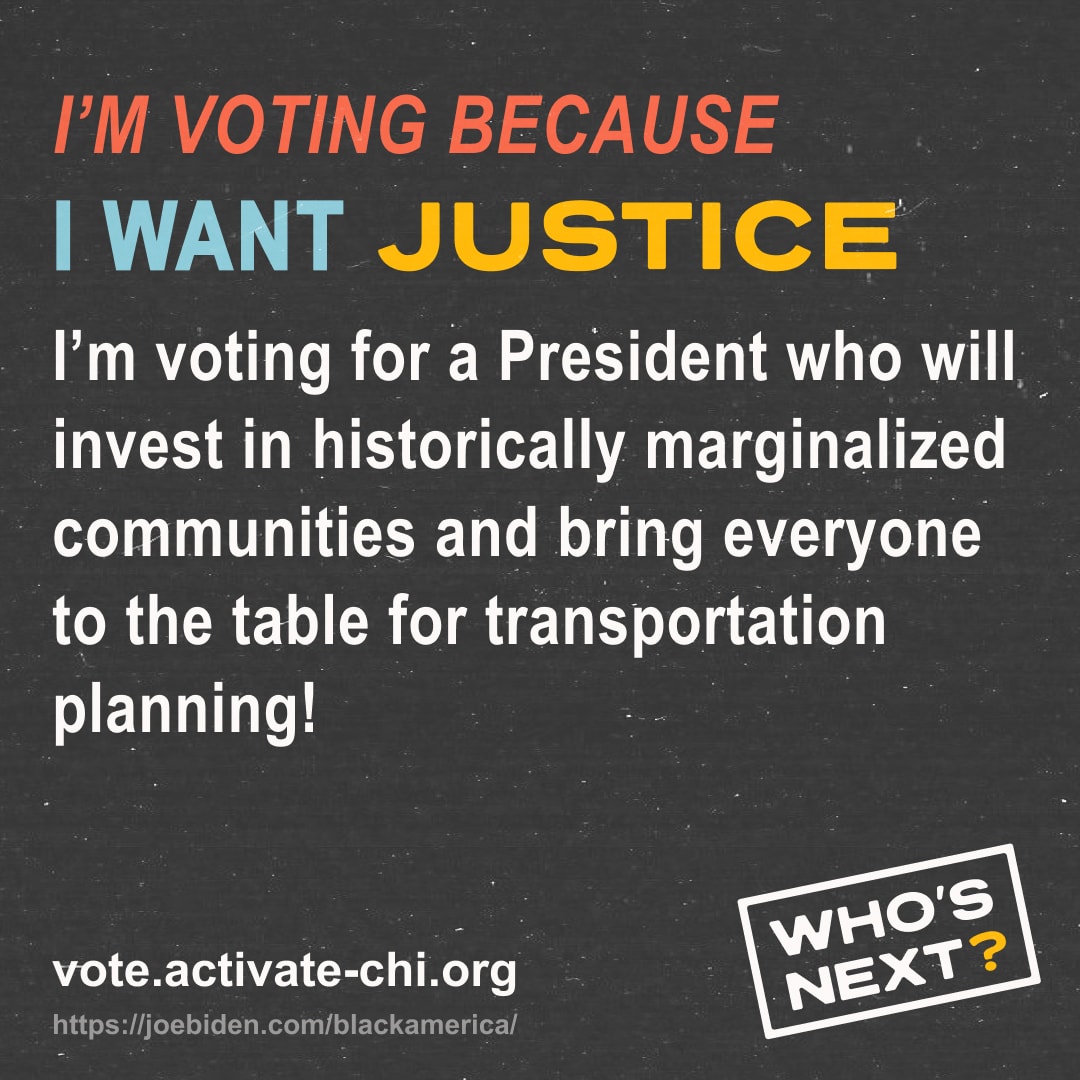 I'M VOTING BECAUSE
I WANT JUSTICE
I'm voting for a President who will
invest in historically marginalized
communities and bring everyone
to the table for transportation
planning!
WHO'S
NEXT?
vote.activate-chi.org
https://joebiden.com/blackamerica/